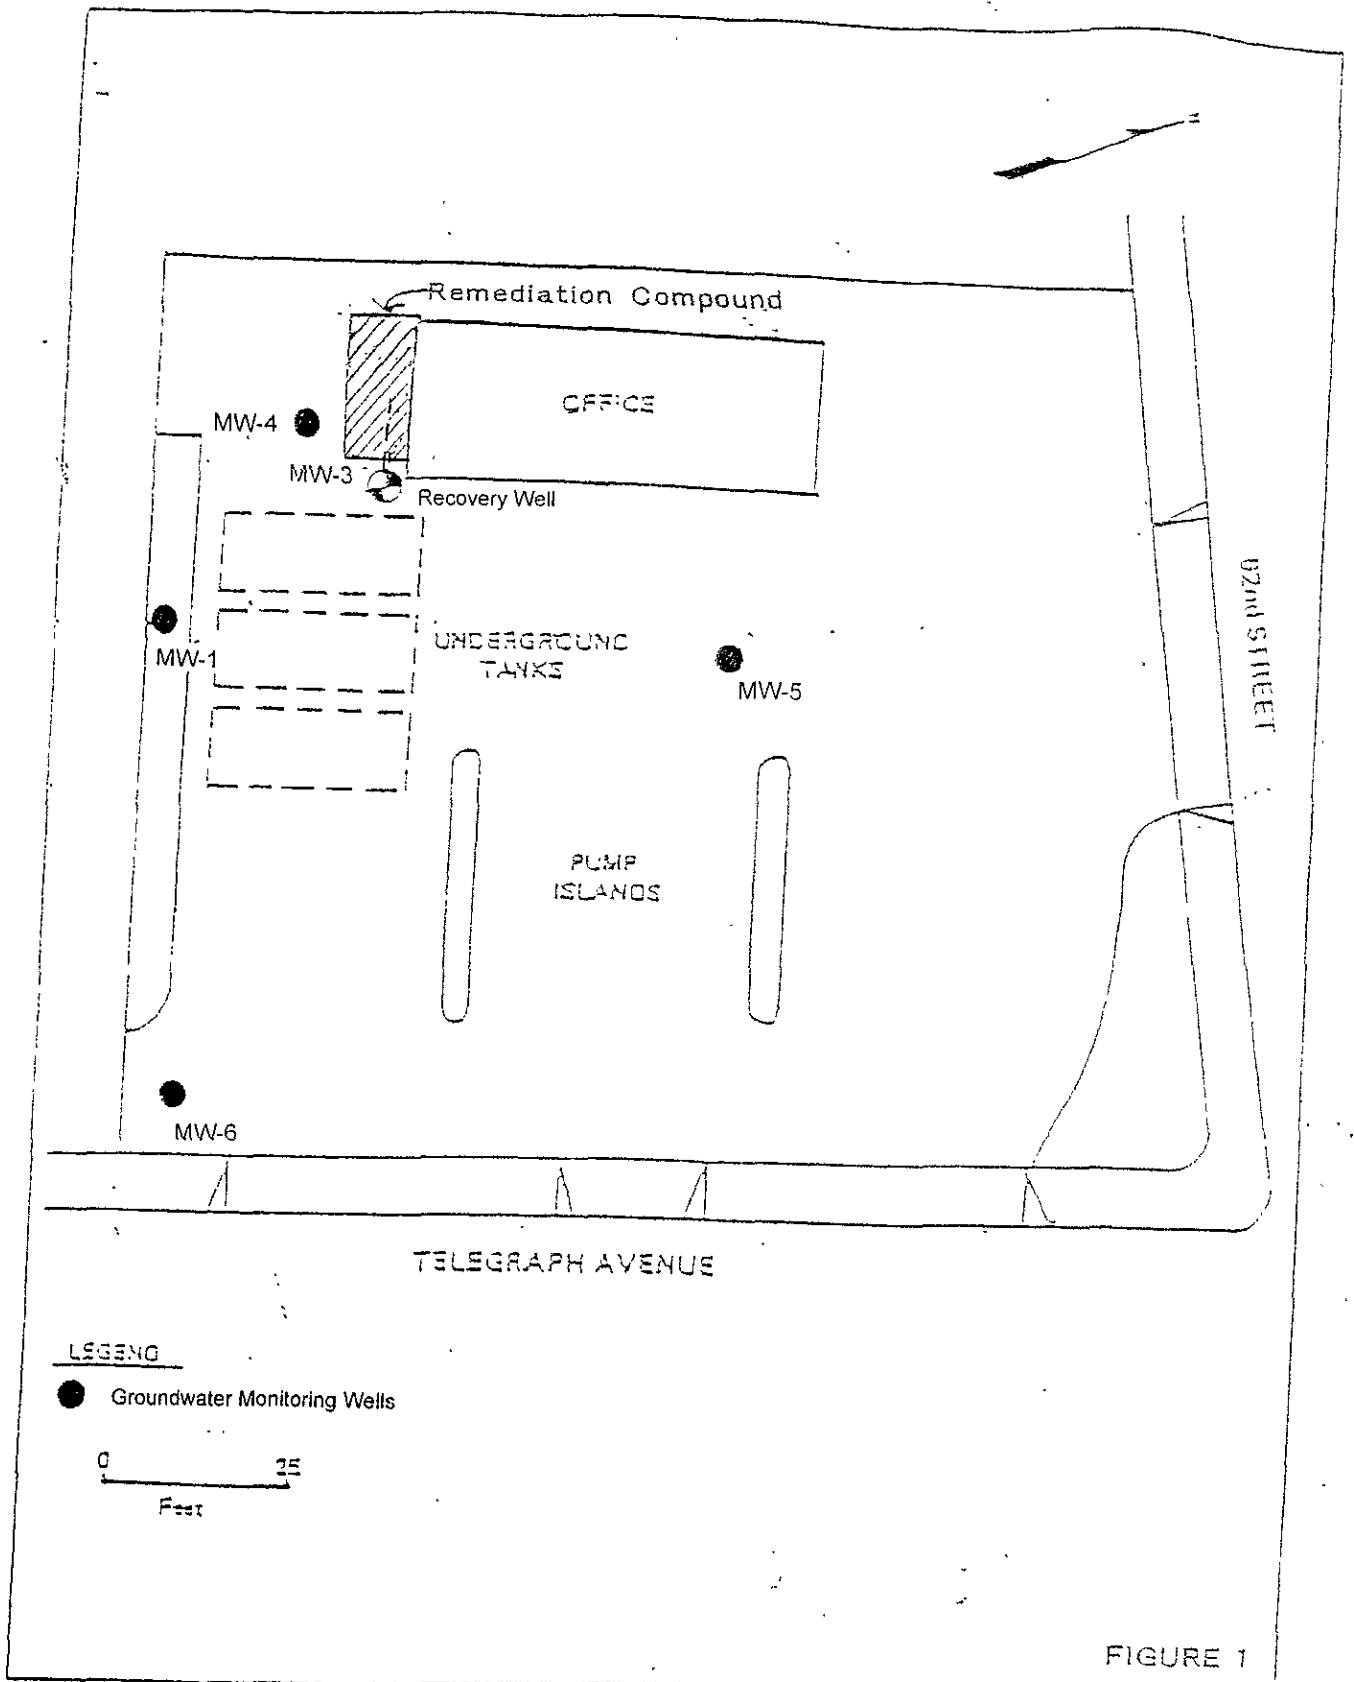 Remediation Compound
OFFICE
MW-4
MW-3
Recovery Well
UNDERGROUND
TANKS
MW-1
MW-5
STREET
PUMP
ISLANDS
MW-6
TELEGRAPH AVENUE
LEGEND
Groundwater Monitoring Wells
0 25
Feet
FIGURE 1